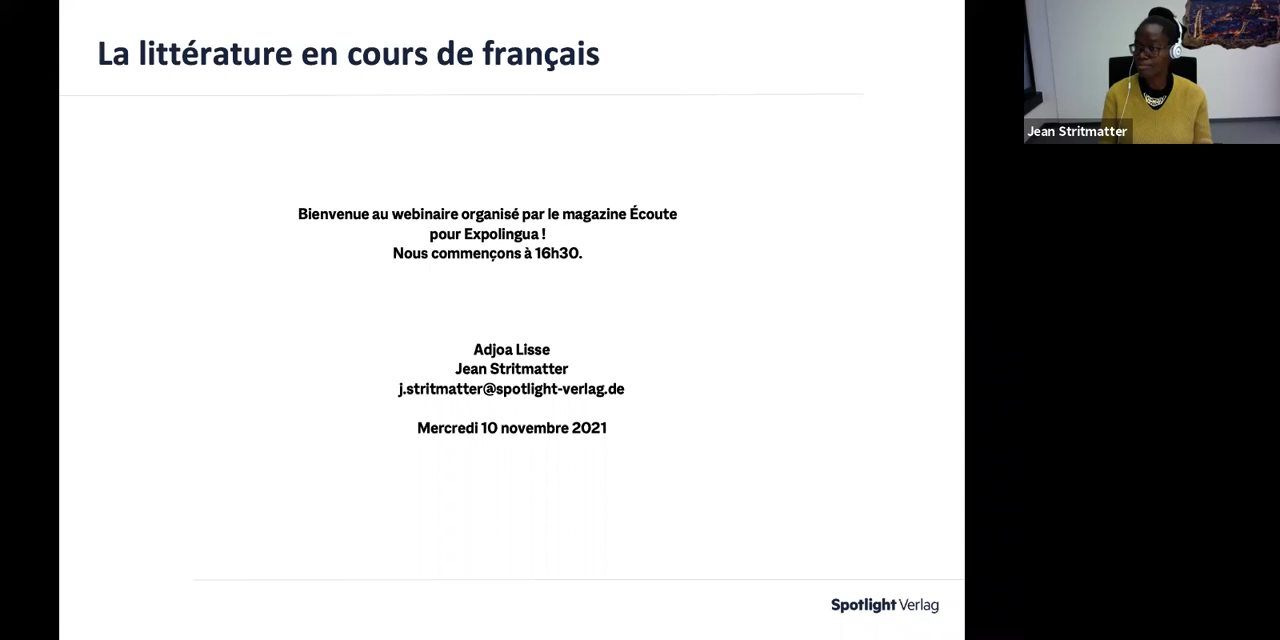 La littérature en cours de français
Jean Stritmatter
Bienvenue au webinaire organisé par le magazine Écoute
pour Expolingua !
Nous commençons à 16h30.
Adjoa Lisse
Jean Stritmatter
j.stritmatter@spotlight-verlag.de
Mercredi 10 novembre 2021
Spotlight Verlag